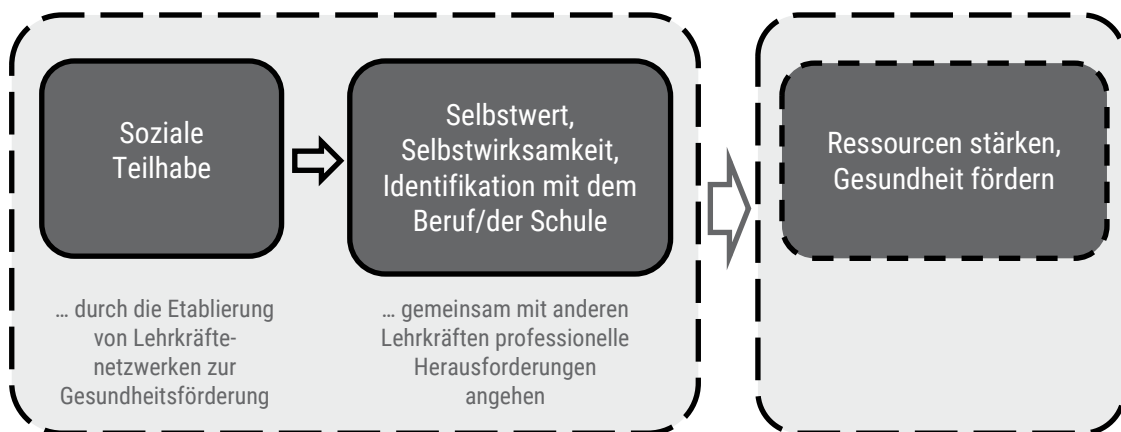 Soziale
Teilhabe
Selbstwert,
Selbstwirksamkeit,
Identifikation mit dem
Beruf/der Schule
Ressourcen stärken,
Gesundheit fördern
... durch die Etablierung
von Lehrkräfte-
netzwerken zur
Gesundheitsförderung
... gemeinsam mit anderen
Lehrkräften professionelle
Herausforderungen
angehen